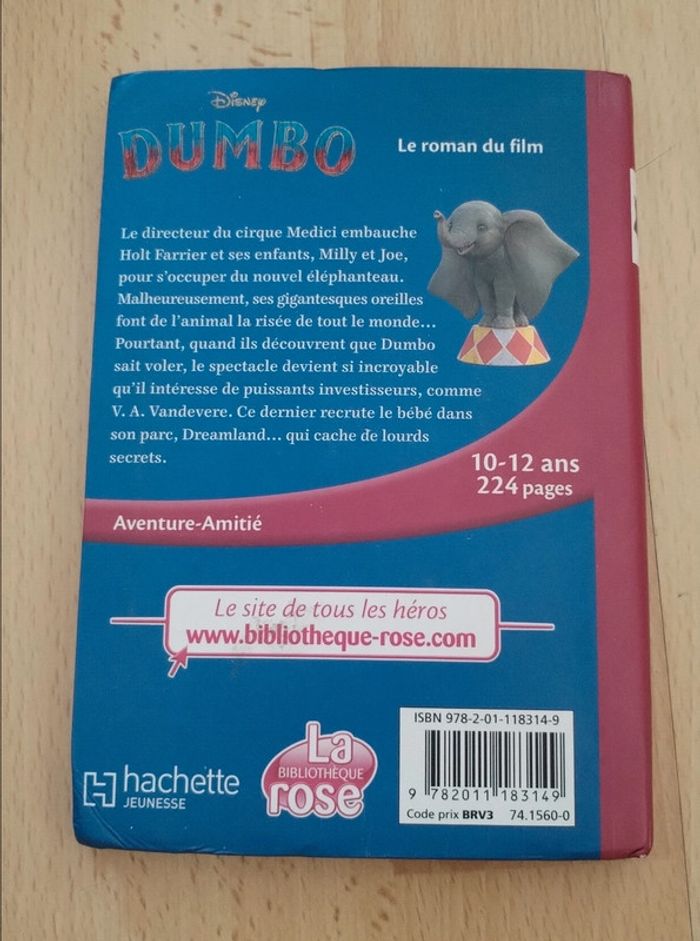 Disney
DUMBO
Le roman du film
Le directeur du cirque Medici embauche
Holt Farrier et ses enfants, Milly et Joe,
pour s'occuper du nouvel éléphanteau.
Malheureusement, ses gigantesques oreilles
font de l'animal la risée de tout le monde...
Pourtant, quand ils découvrent que Dumbo
sait voler, le spectacle devient si incroyable
qu'il intéresse de puissants investisseurs, comme
V. A. Vandevere. Ce dernier recrute le bébé dans
son parc, Dreamland... qui cache de lourds
secrets.
10-12 ans
224 pages
Aventure-Amitié
Le site de tous les héros
www.bibliotheque-rose.com
hachette
JEUNESSE
La
BIBLIOTHÈQUE
rose
ISBN 978-2-01-118314-9
9 782011 183149
Code prix BRV3 74.1560-0